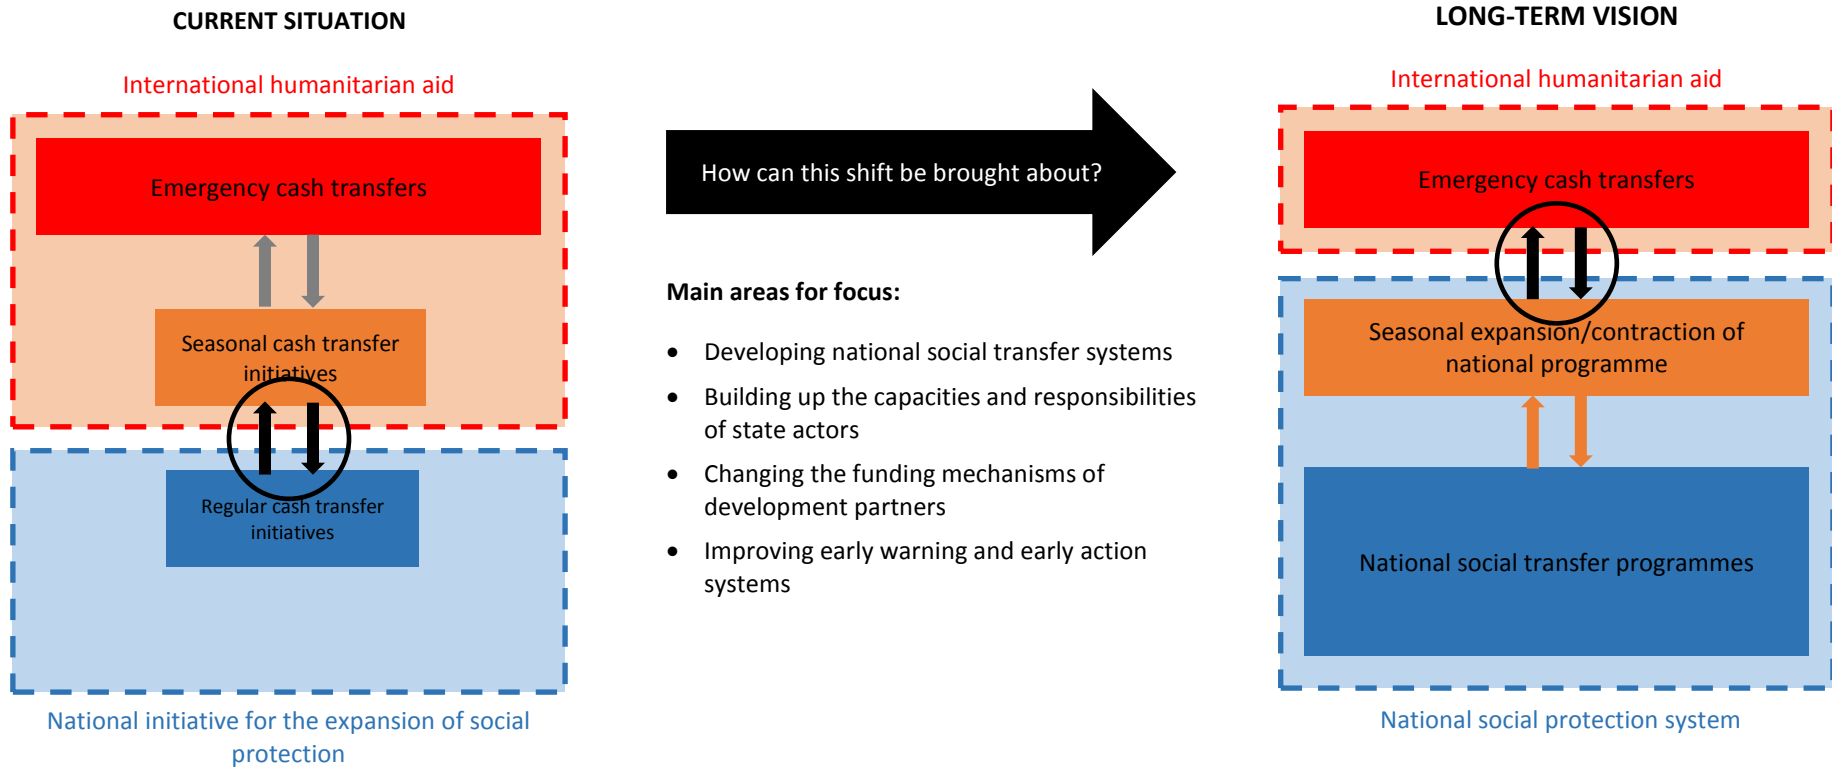 CURRENT SITUATION
International humanitarian aid
Emergency cash transfers
Seasonal cash transfer
initiatives
Regular cash transfer
initiatives
National initiative for the expansion of social
protection
How can this shift be brought about?
Main areas for focus:
• Developing national social transfer systems
• Building up the capacities and responsibilities
of state actors
• Changing the funding mechanisms of
development partners
• Improving early warning and early action
systems
LONG-TERM VISION
International humanitarian aid
Emergency cash transfers
Seasonal expansion/contraction of
national programme
National social transfer programmes
National social protection system